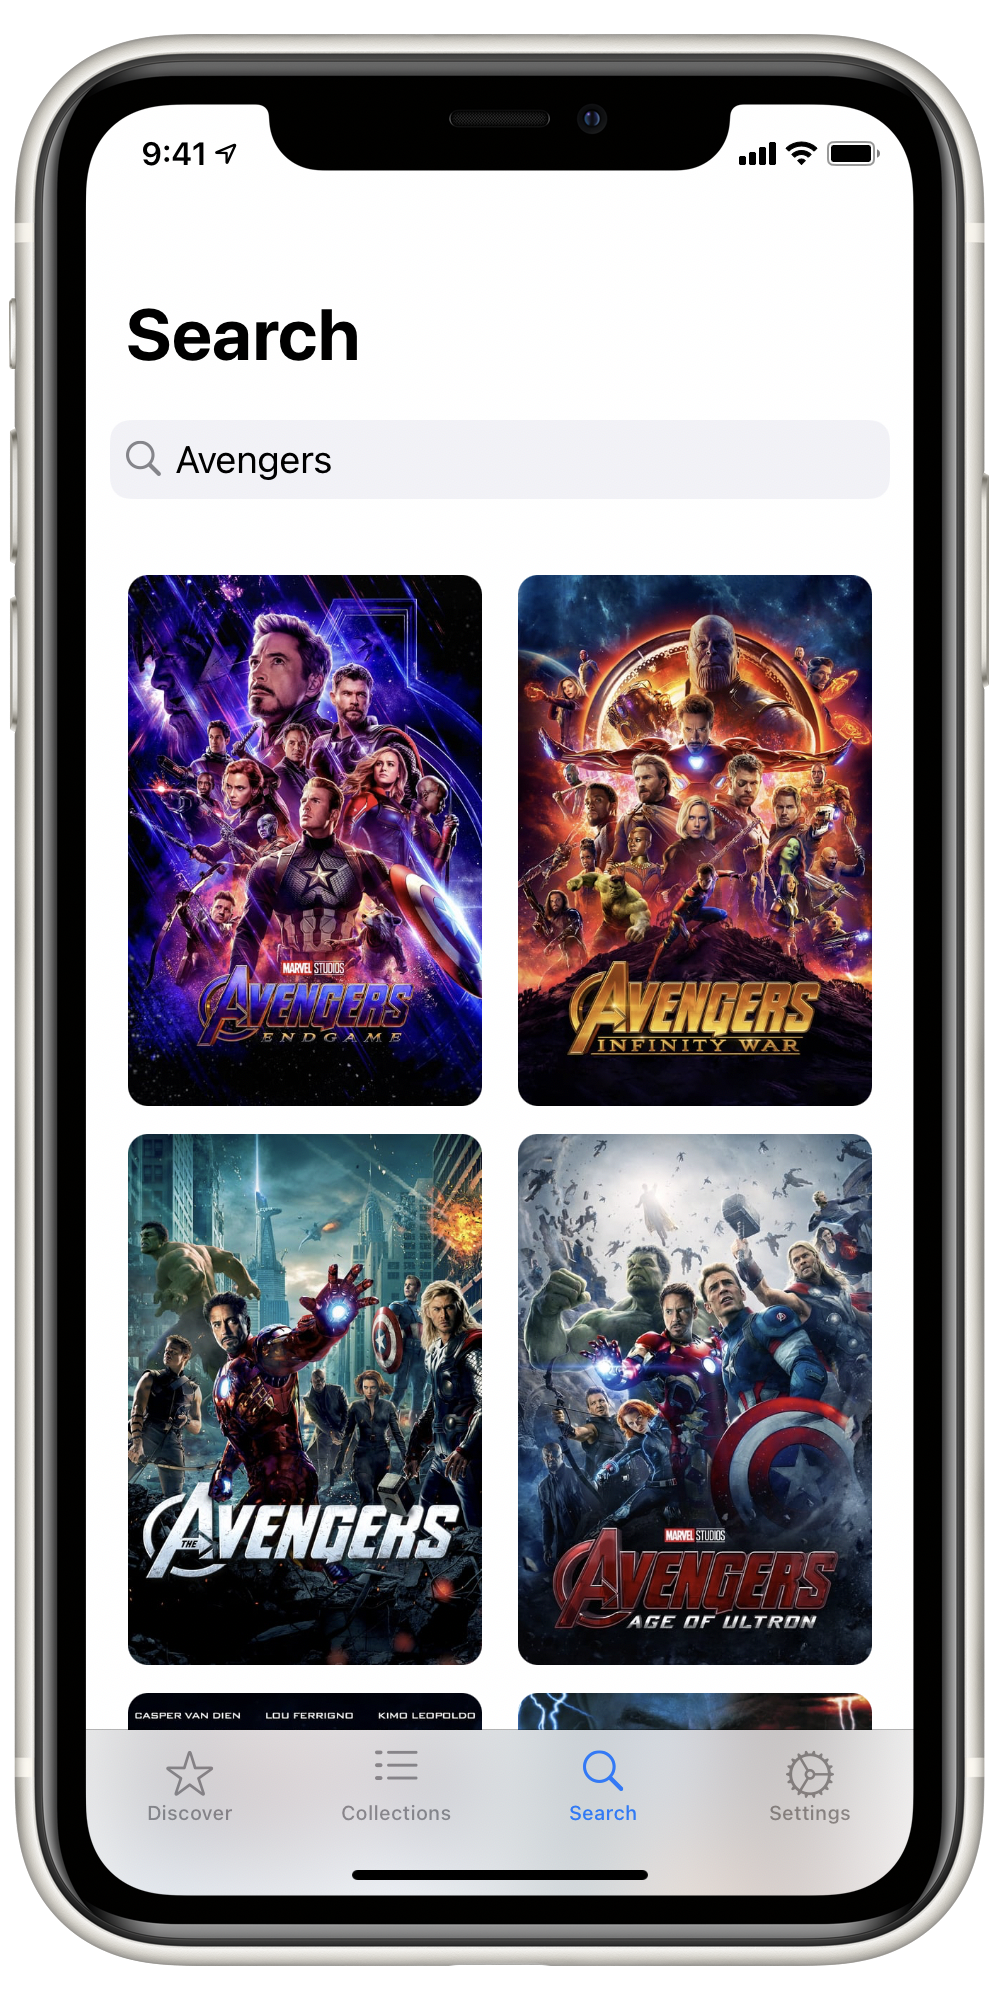 9:41
Search
Avengers
MARVEL STUDIOS
AVENGERS
ENDGAME
AVENGERS
INFINITY WAR
THE AVENGERS
MARVEL STUDIOS
AVENGERS
AGE OF ULTRON
CASPER VAN DIEN LOU FERRIGNO KIMO LEOPOLDO
Discover Collections Search Settings